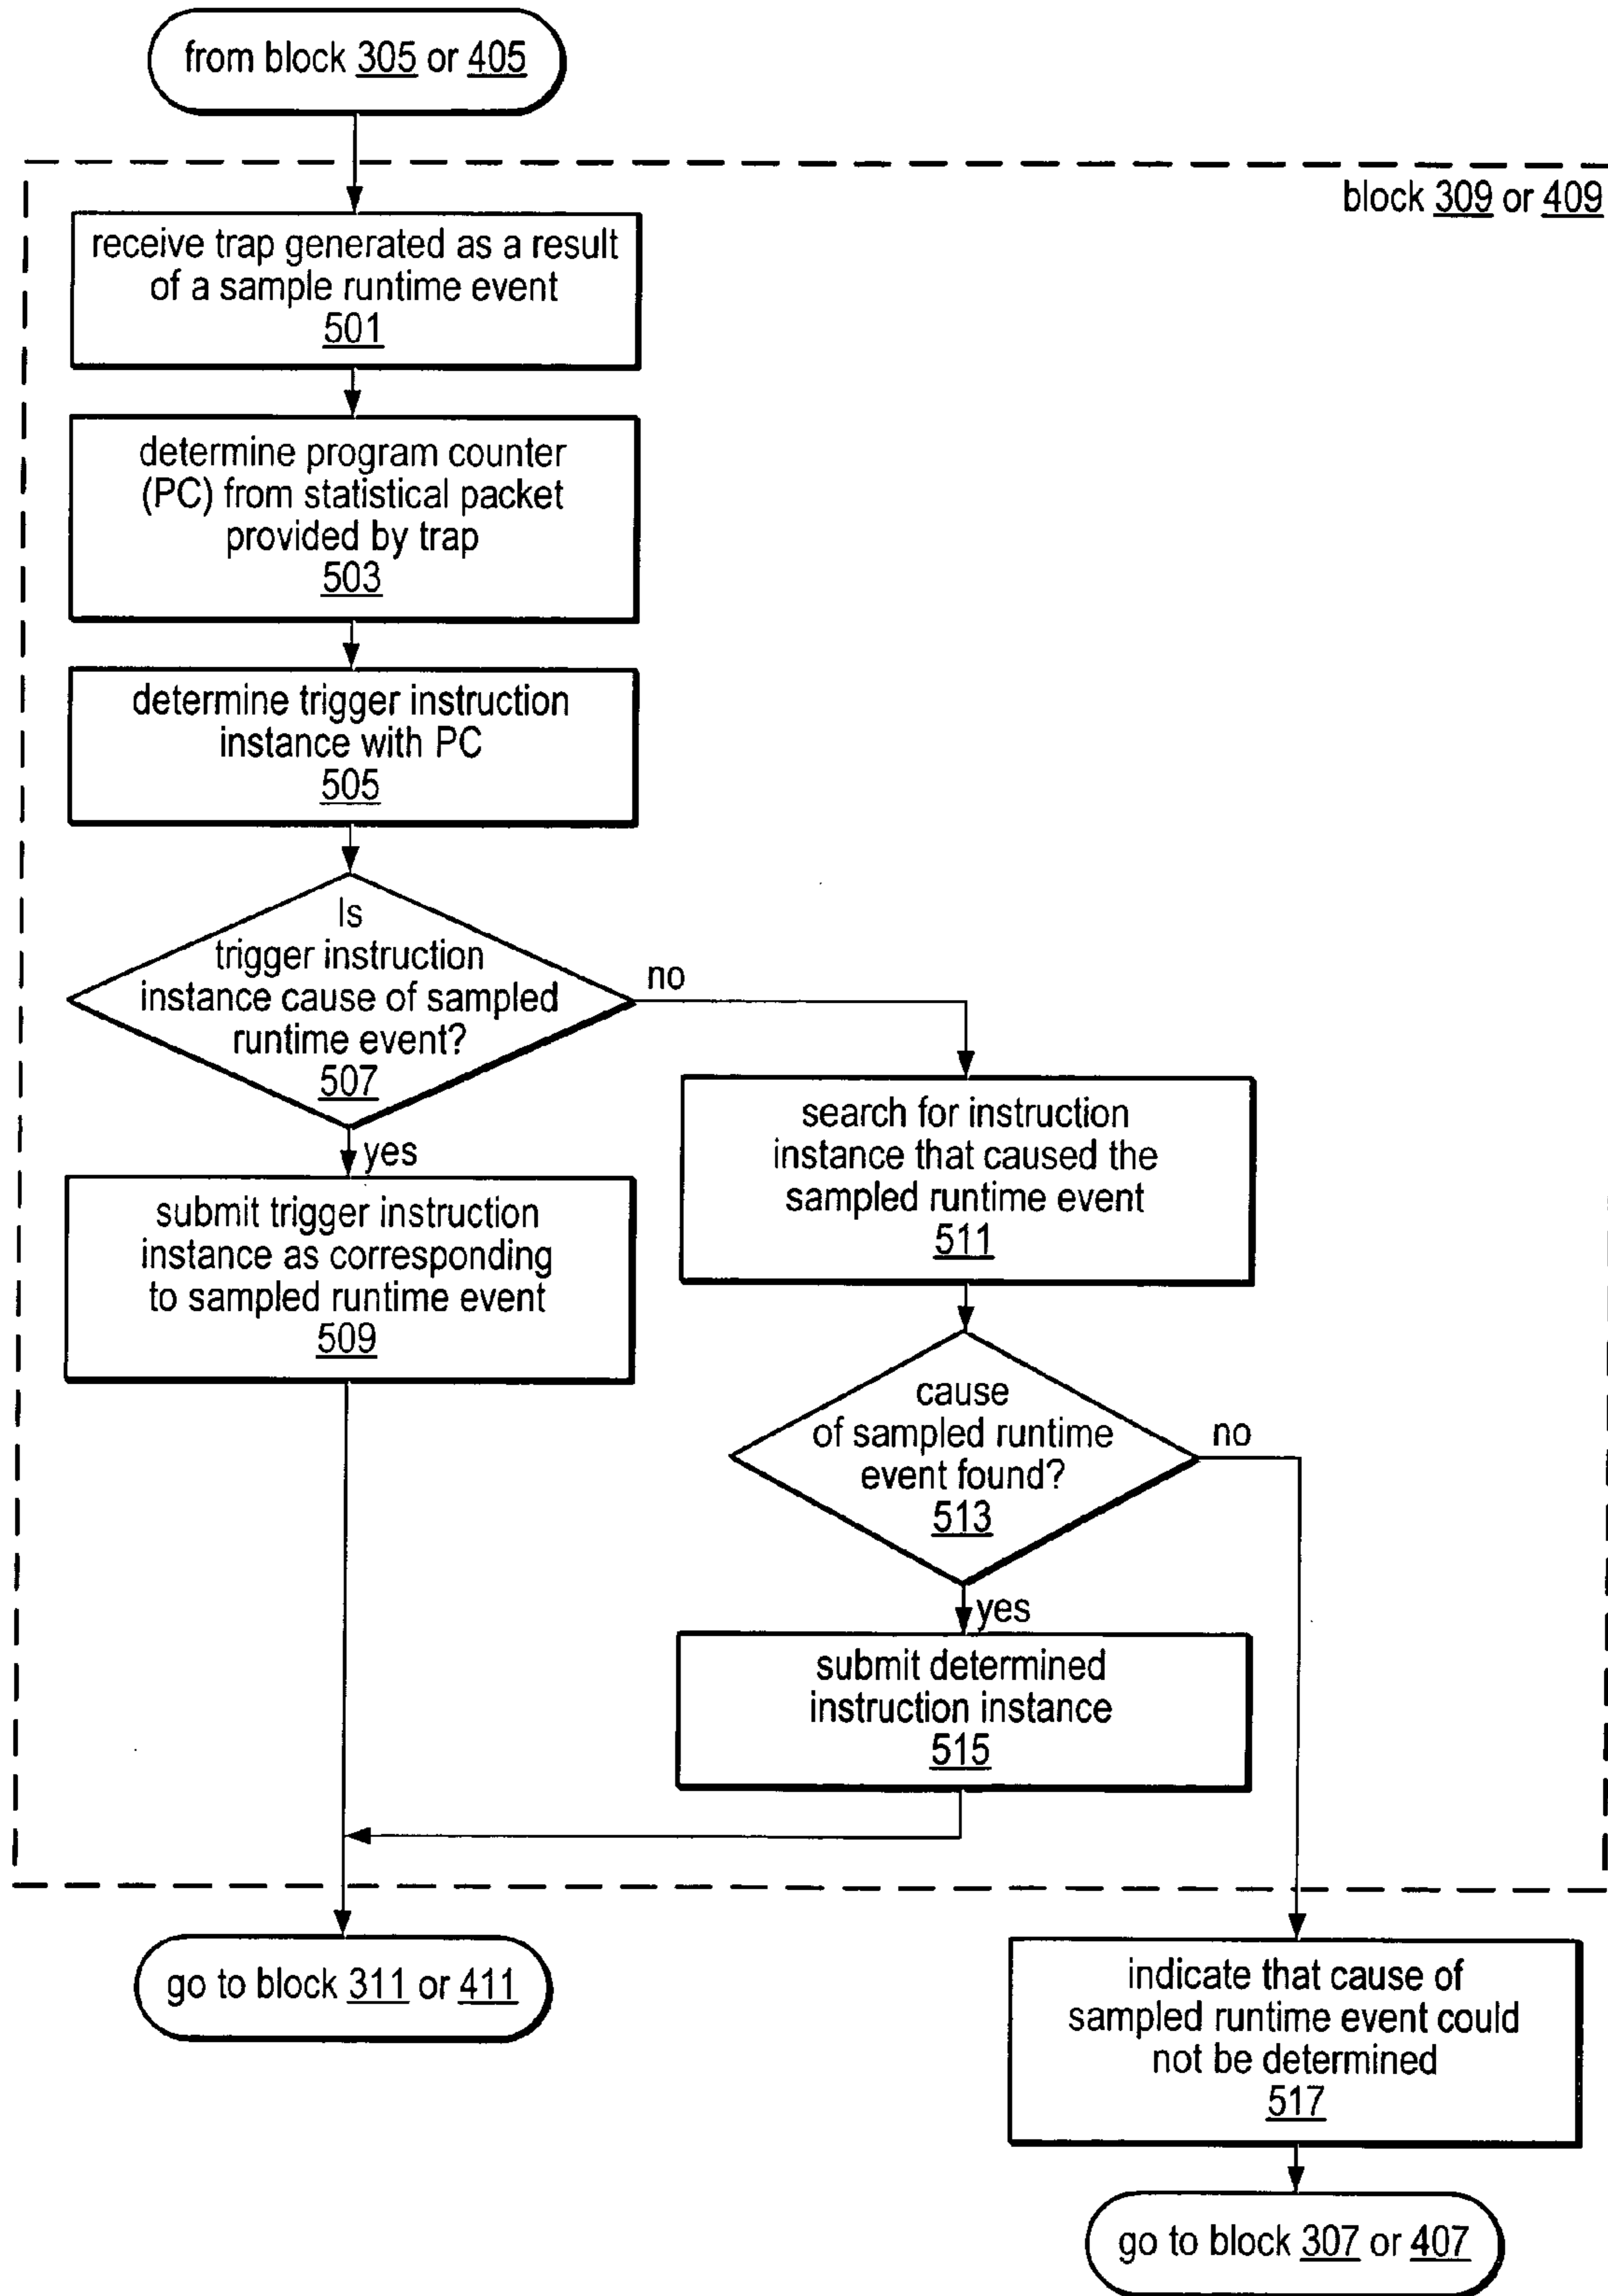 from block 305 or 405
block 309 or 409
receive trap generated as a result
of a sample runtime event
501
determine program counter
(PC) from statistical packet
provided by trap
503
determine trigger instruction
instance with PC
505
Is
trigger instruction
instance cause of sampled
runtime event?
507
no
yes
submit trigger instruction
instance as corresponding
to sampled runtime event
509
search for instruction
instance that caused the
sampled runtime event
511
cause
of sampled runtime
event found?
513
no
yes
submit determined
instruction instance
515
go to block 311 or 411
indicate that cause of
sampled runtime event could
not be determined
517
go to block 307 or 407